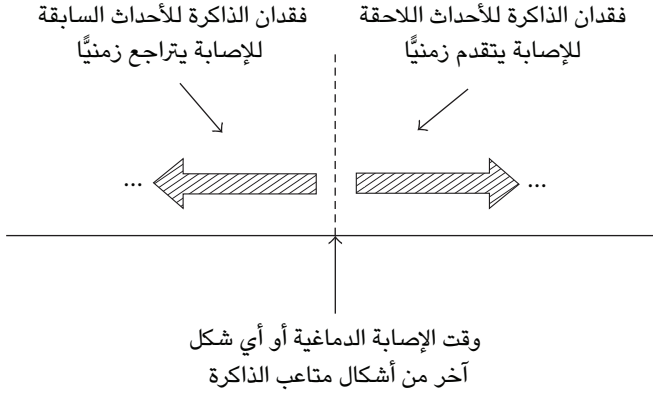 فقدان الذاكرة للأحداث اللاحقة
للإصابة يتقدم زمنيًّا
فقدان الذاكرة للأحداث السابقة
للإصابة يتراجع زمنيًّا
...
...
وقت الإصابة الدماغية أو أي شكل
آخر من أشكال متاعب الذاكرة